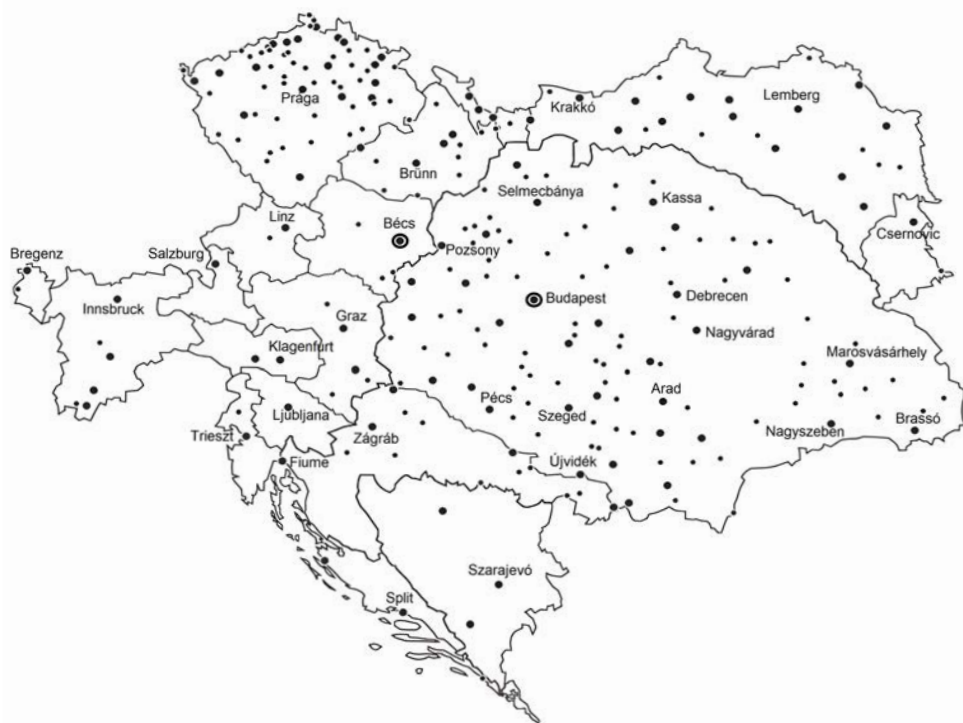 Prága
Krakkó
Lemberg
Brünn
Selmecbánya
Kassa
Linz
Bécs
Csernovic
Pozsony
Bregenz
Salzburg
Innsbruck
Budapest
Debrecen
Graz
Nagyvárad
Klagenfurt
Marosvásárhely
Pécs
Arad
Ljubljana
Szeged
Brassó
Trieszt
Zágráb
Nagyszeben
Fiume
Újvidék
Szarajevó
Split